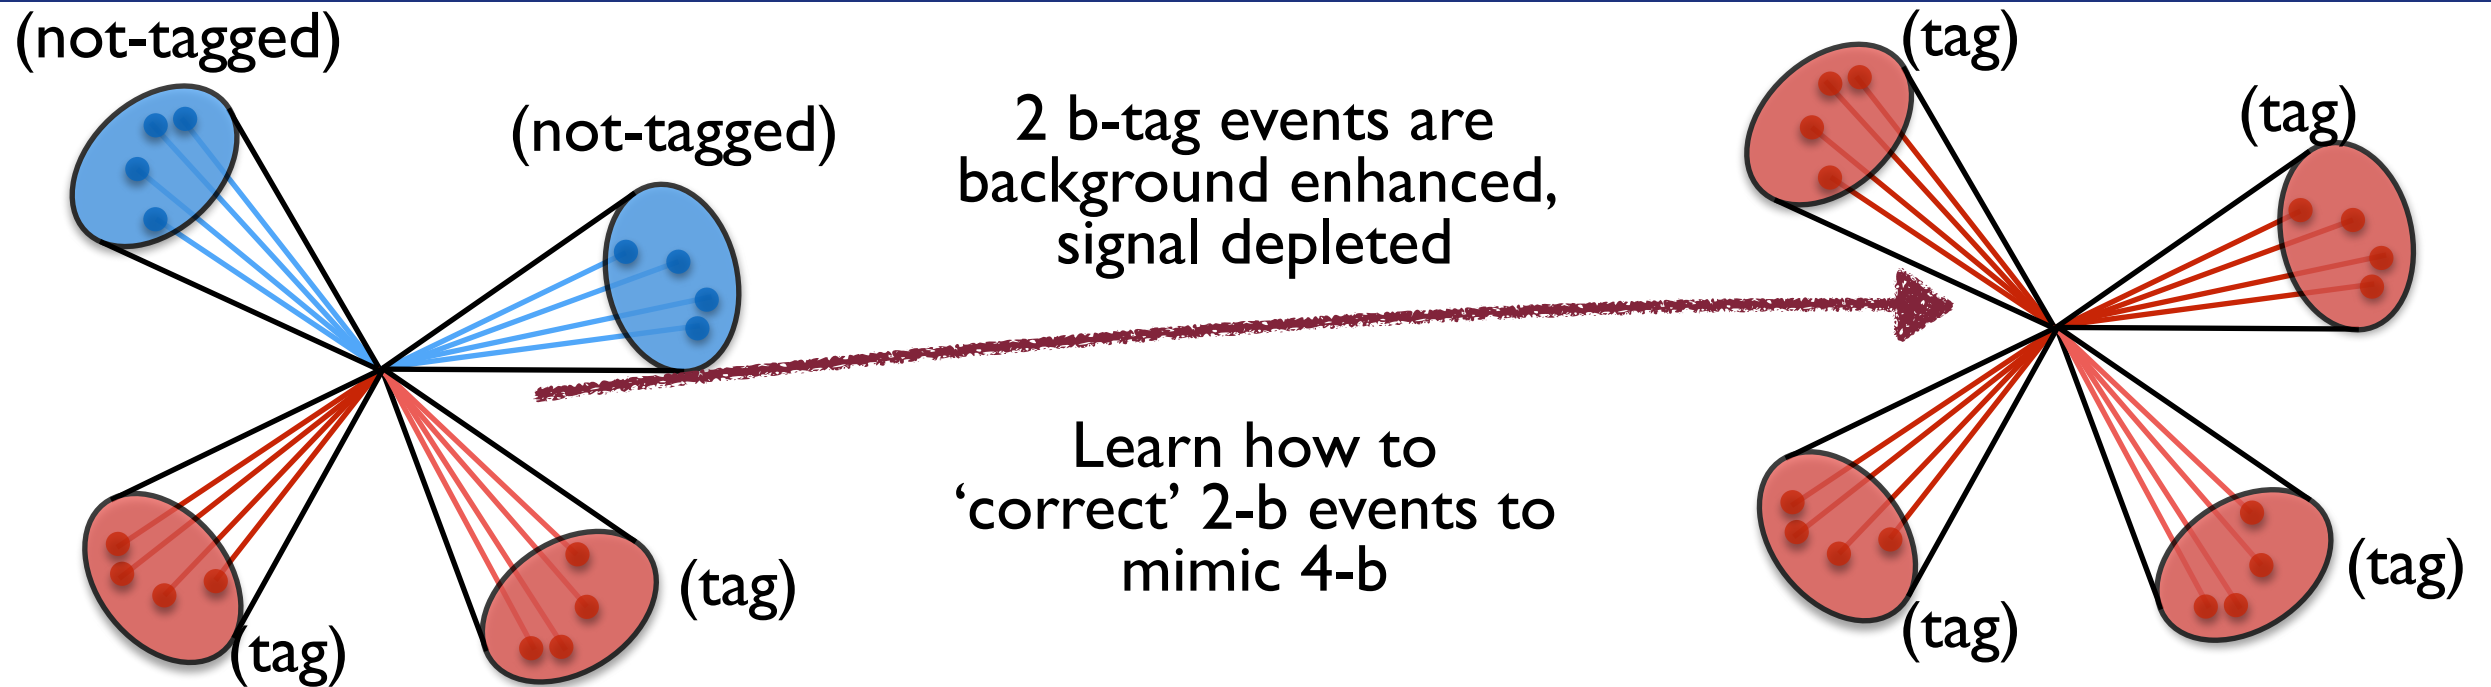 (not-tagged)
(not-tagged)
(tag)
(tag)
2 b-tag events are
background enhanced,
signal depleted
Learn how to
‘correct’ 2-b events to
mimic 4-b
(tag)
(tag)
(tag)
(tag)